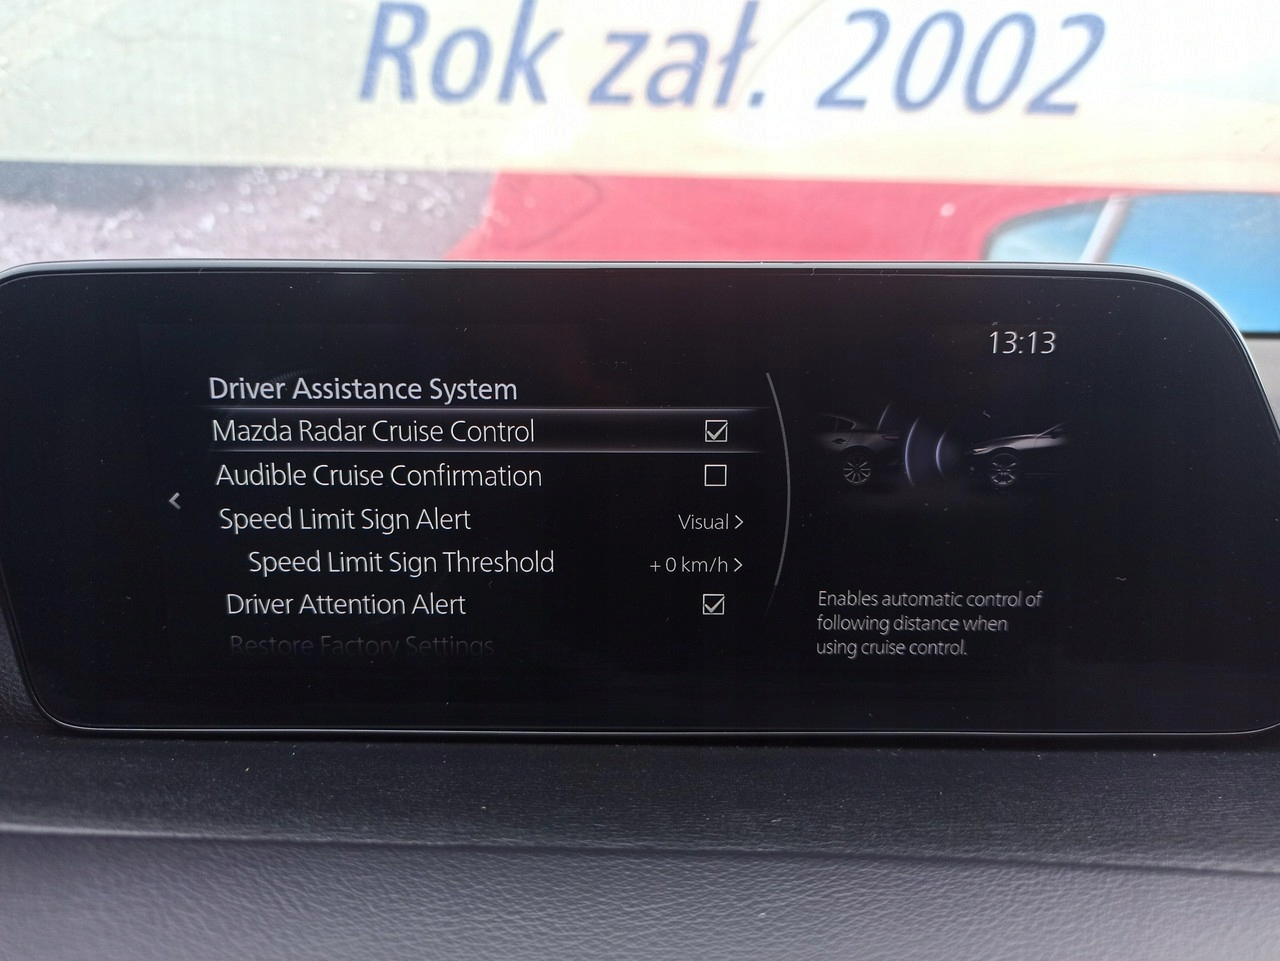 Rok zał. 2002
13:13
Driver Assistance System
Mazda Radar Cruise Control
Audible Cruise Confirmation
Speed Limit Sign Alert Visual >
Speed Limit Sign Threshold + 0 km/h >
Driver Attention Alert
Restore Factory Settings
Enables automatic control of
following distance when
using cruise control.